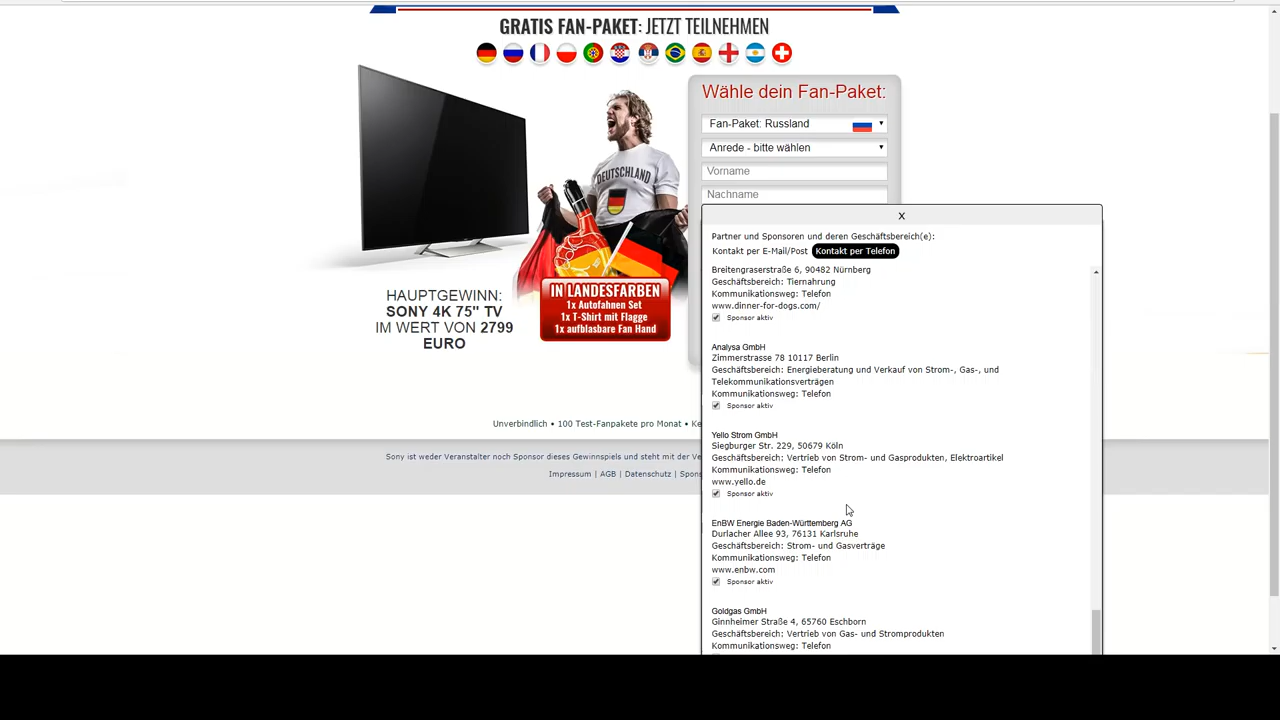 GRATIS FAN-PAKET: JETZT TEILNEHMEN
Wähle dein Fan-Paket:
Fan-Paket: Russland
Anrede - bitte wählen
Vorname
Nachname
DEUTSCHLAND
HAUPTGEWINN:
SONY 4K 75" TV
IM WERT VON 2799
EURO
IN LANDESFARBEN
1x Autofahnen Set
1x T-Shirt mit Flagge
1x aufblasbare Fan Hand
Unverbindlich • 100 Test-Fanpakete pro Monat •
Sony ist weder Veranstalter noch Sponsor dieses Gewinnspiels und steht mit der
Impressum | AGB | Datenschutz |
X
Partner und Sponsoren und deren Geschäftsbereich(e):
Kontakt per E-Mail/Post Kontakt per Telefon
Breitengraserstraße 6, 90482 Nürnberg
Geschäftsbereich: Tiernahrung
Kommunikationsweg: Telefon
www.dinner-for-dogs.com/
Sponsor aktiv
Analysa GmbH
Zimmerstrasse 78 10117 Berlin
Geschäftsbereich: Energieberatung und Verkauf von Strom-, Gas-, und
Telekommunikationsverträgen
Kommunikationsweg: Telefon
Sponsor aktiv
Yello Strom GmbH
Siegburger Str. 229, 50679 Köln
Geschäftsbereich: Vertrieb von Strom- und Gasprodukten, Elektroartikel
Kommunikationsweg: Telefon
www.yello.de
Sponsor aktiv
EnBW Energie Baden-Württemberg AG
Durlacher Allee 93, 76131 Karlsruhe
Geschäftsbereich: Strom- und Gasverträge
Kommunikationsweg: Telefon
www.enbw.com
Sponsor aktiv
Goldgas GmbH
Ginnheimer Straße 4, 65760 Eschborn
Geschäftsbereich: Vertrieb von Gas- und Stromprodukten
Kommunikationsweg: Telefon